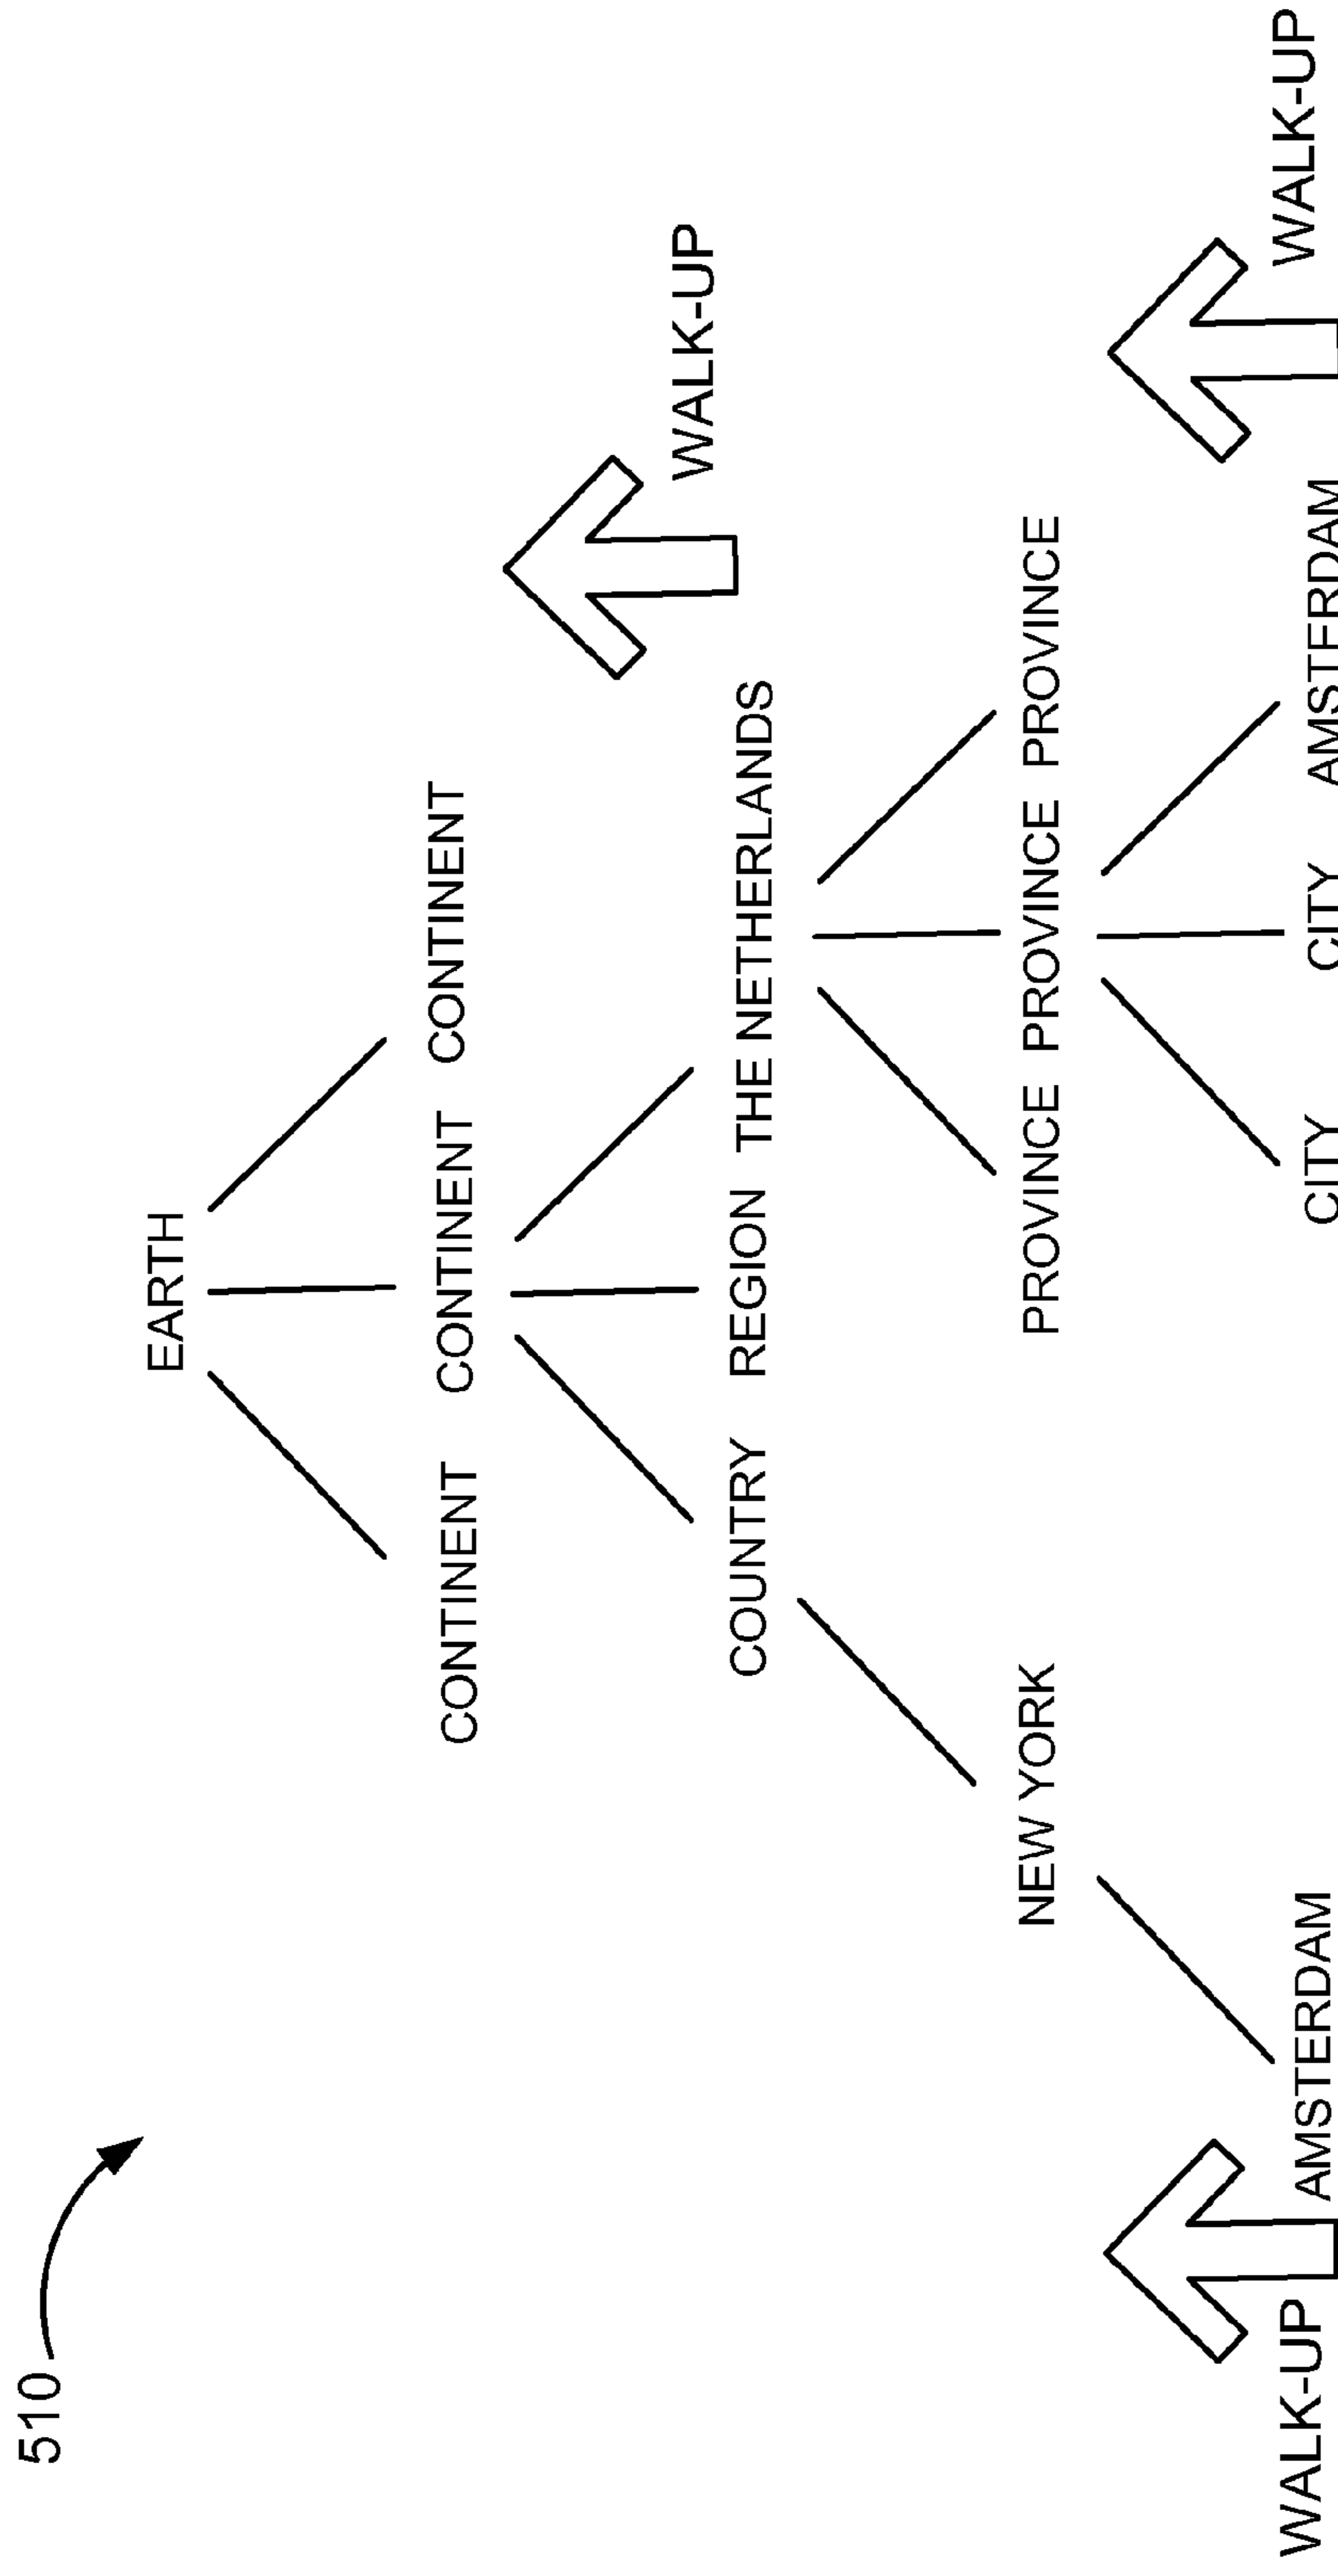 510
EARTH
CONTINENT CONTINENT CONTINENT
COUNTRY REGION THE NETHERLANDS
WALK-UP
NEW YORK PROVINCE PROVINCE PROVINCE
WALK-UP AMSTERDAM CITY CITY AMSTERDAM WALK-UP